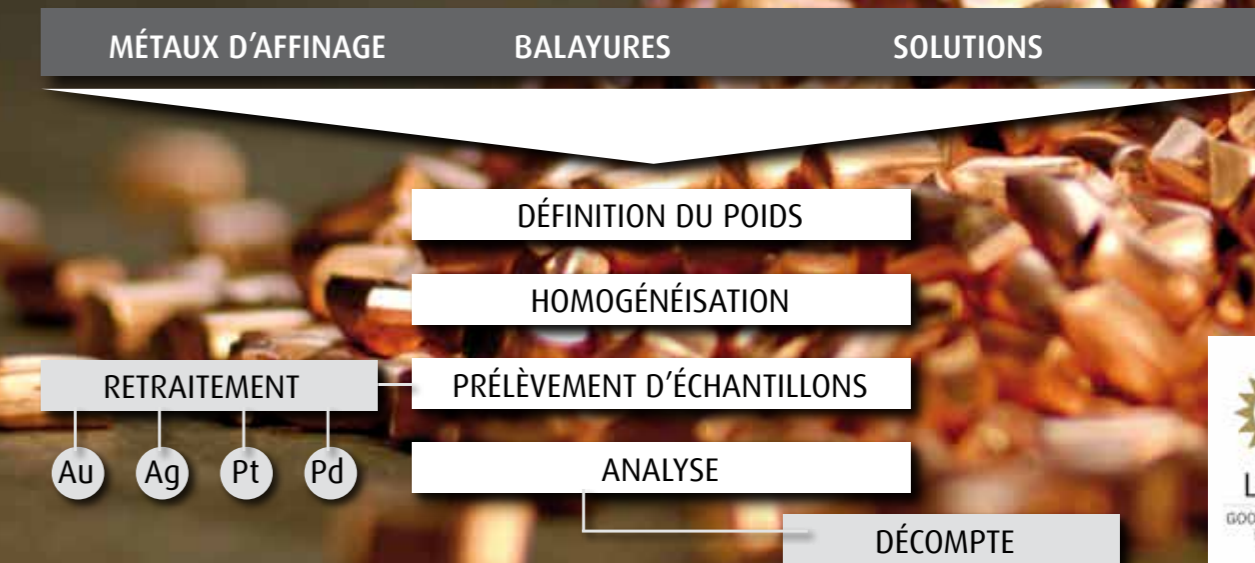 MÉTAUX D'AFFINAGE BALAYURES SOLUTIONS
DÉFINITION DU POIDS
HOMOGÉNÉISATION
RETRAITEMENT PRÉLÈVEMENT D'ÉCHANTILLONS
Au Ag Pt Pd ANALYSE
DÉCOMPTE